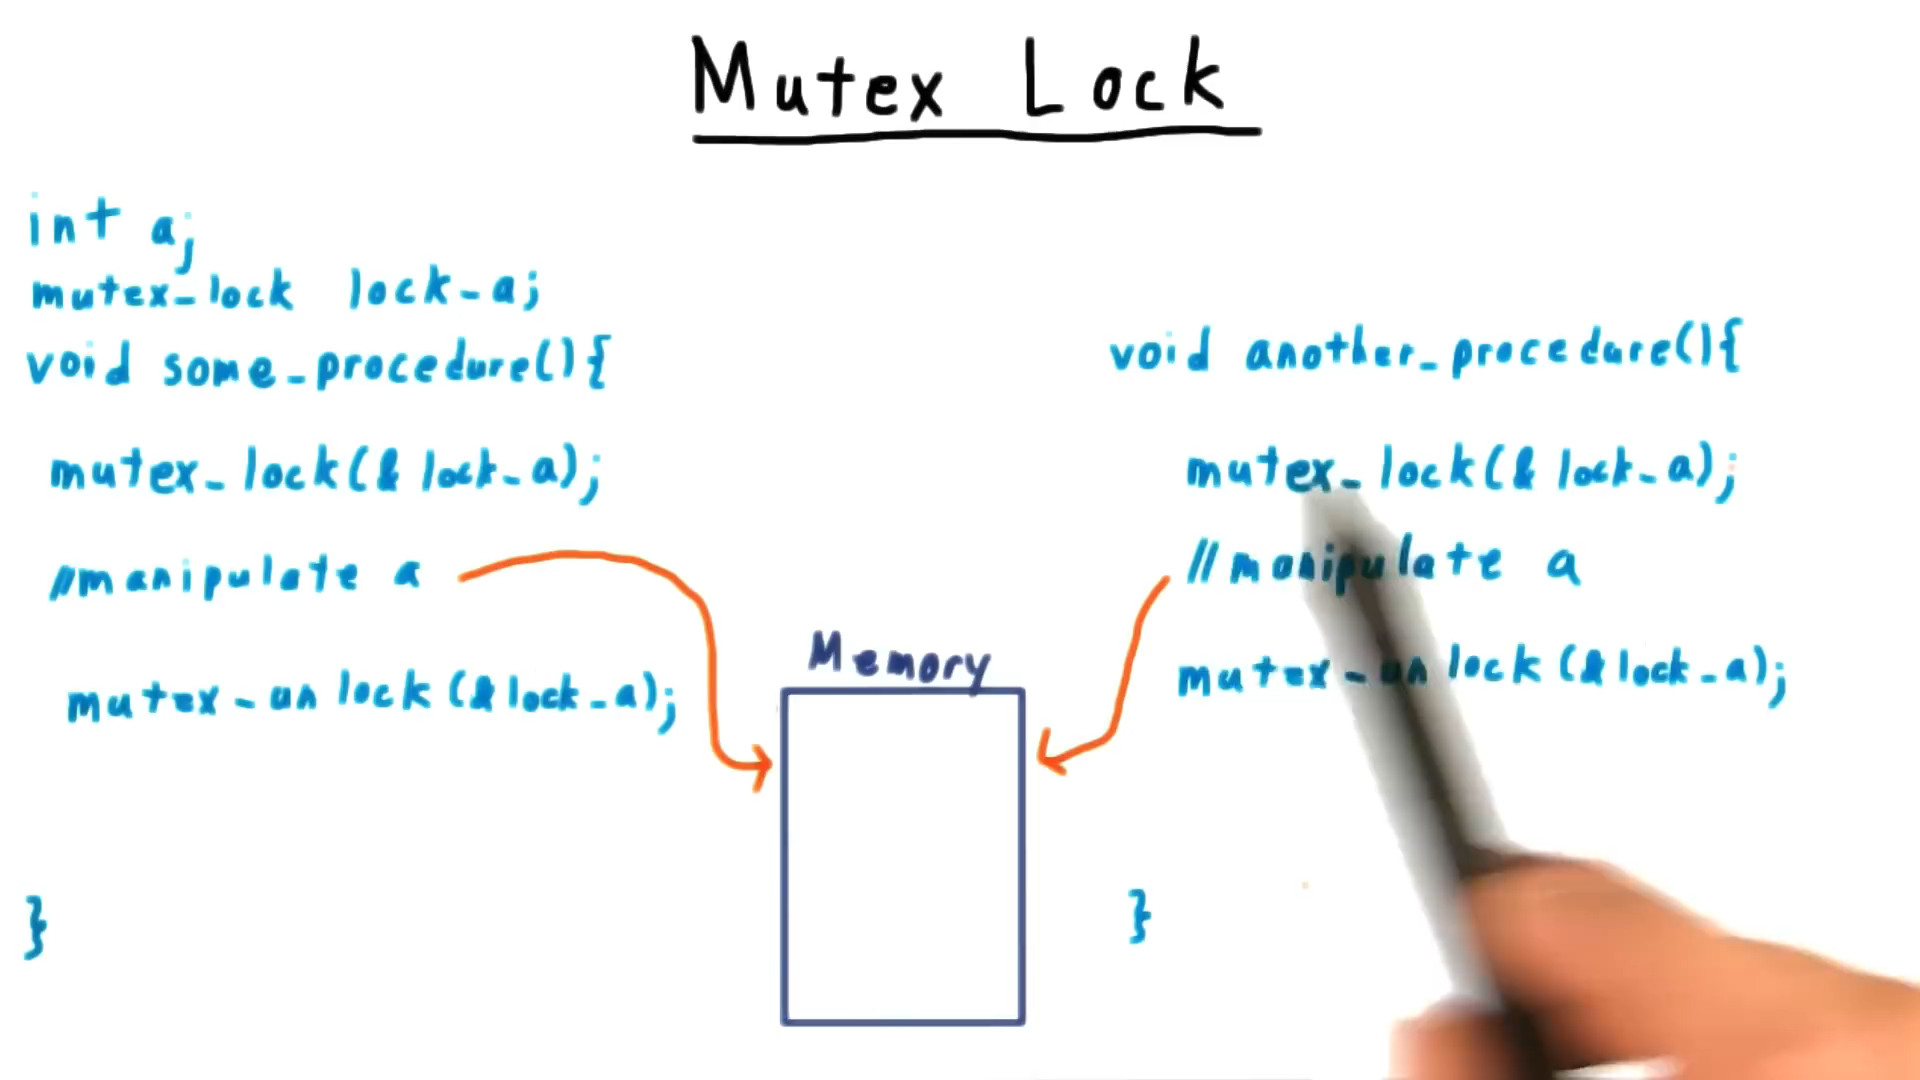 Mutex Lock
int a;
mutex_lock lock_a;
void some_procedure(){
mutex_lock(& lock_a);
//manipulate a
mutex_unlock(&lock_a);
}
Memory
void another_procedure(){
mutex_lock(& lock_a);
//manipulate a
mutex_unlock(&lock_a);
}